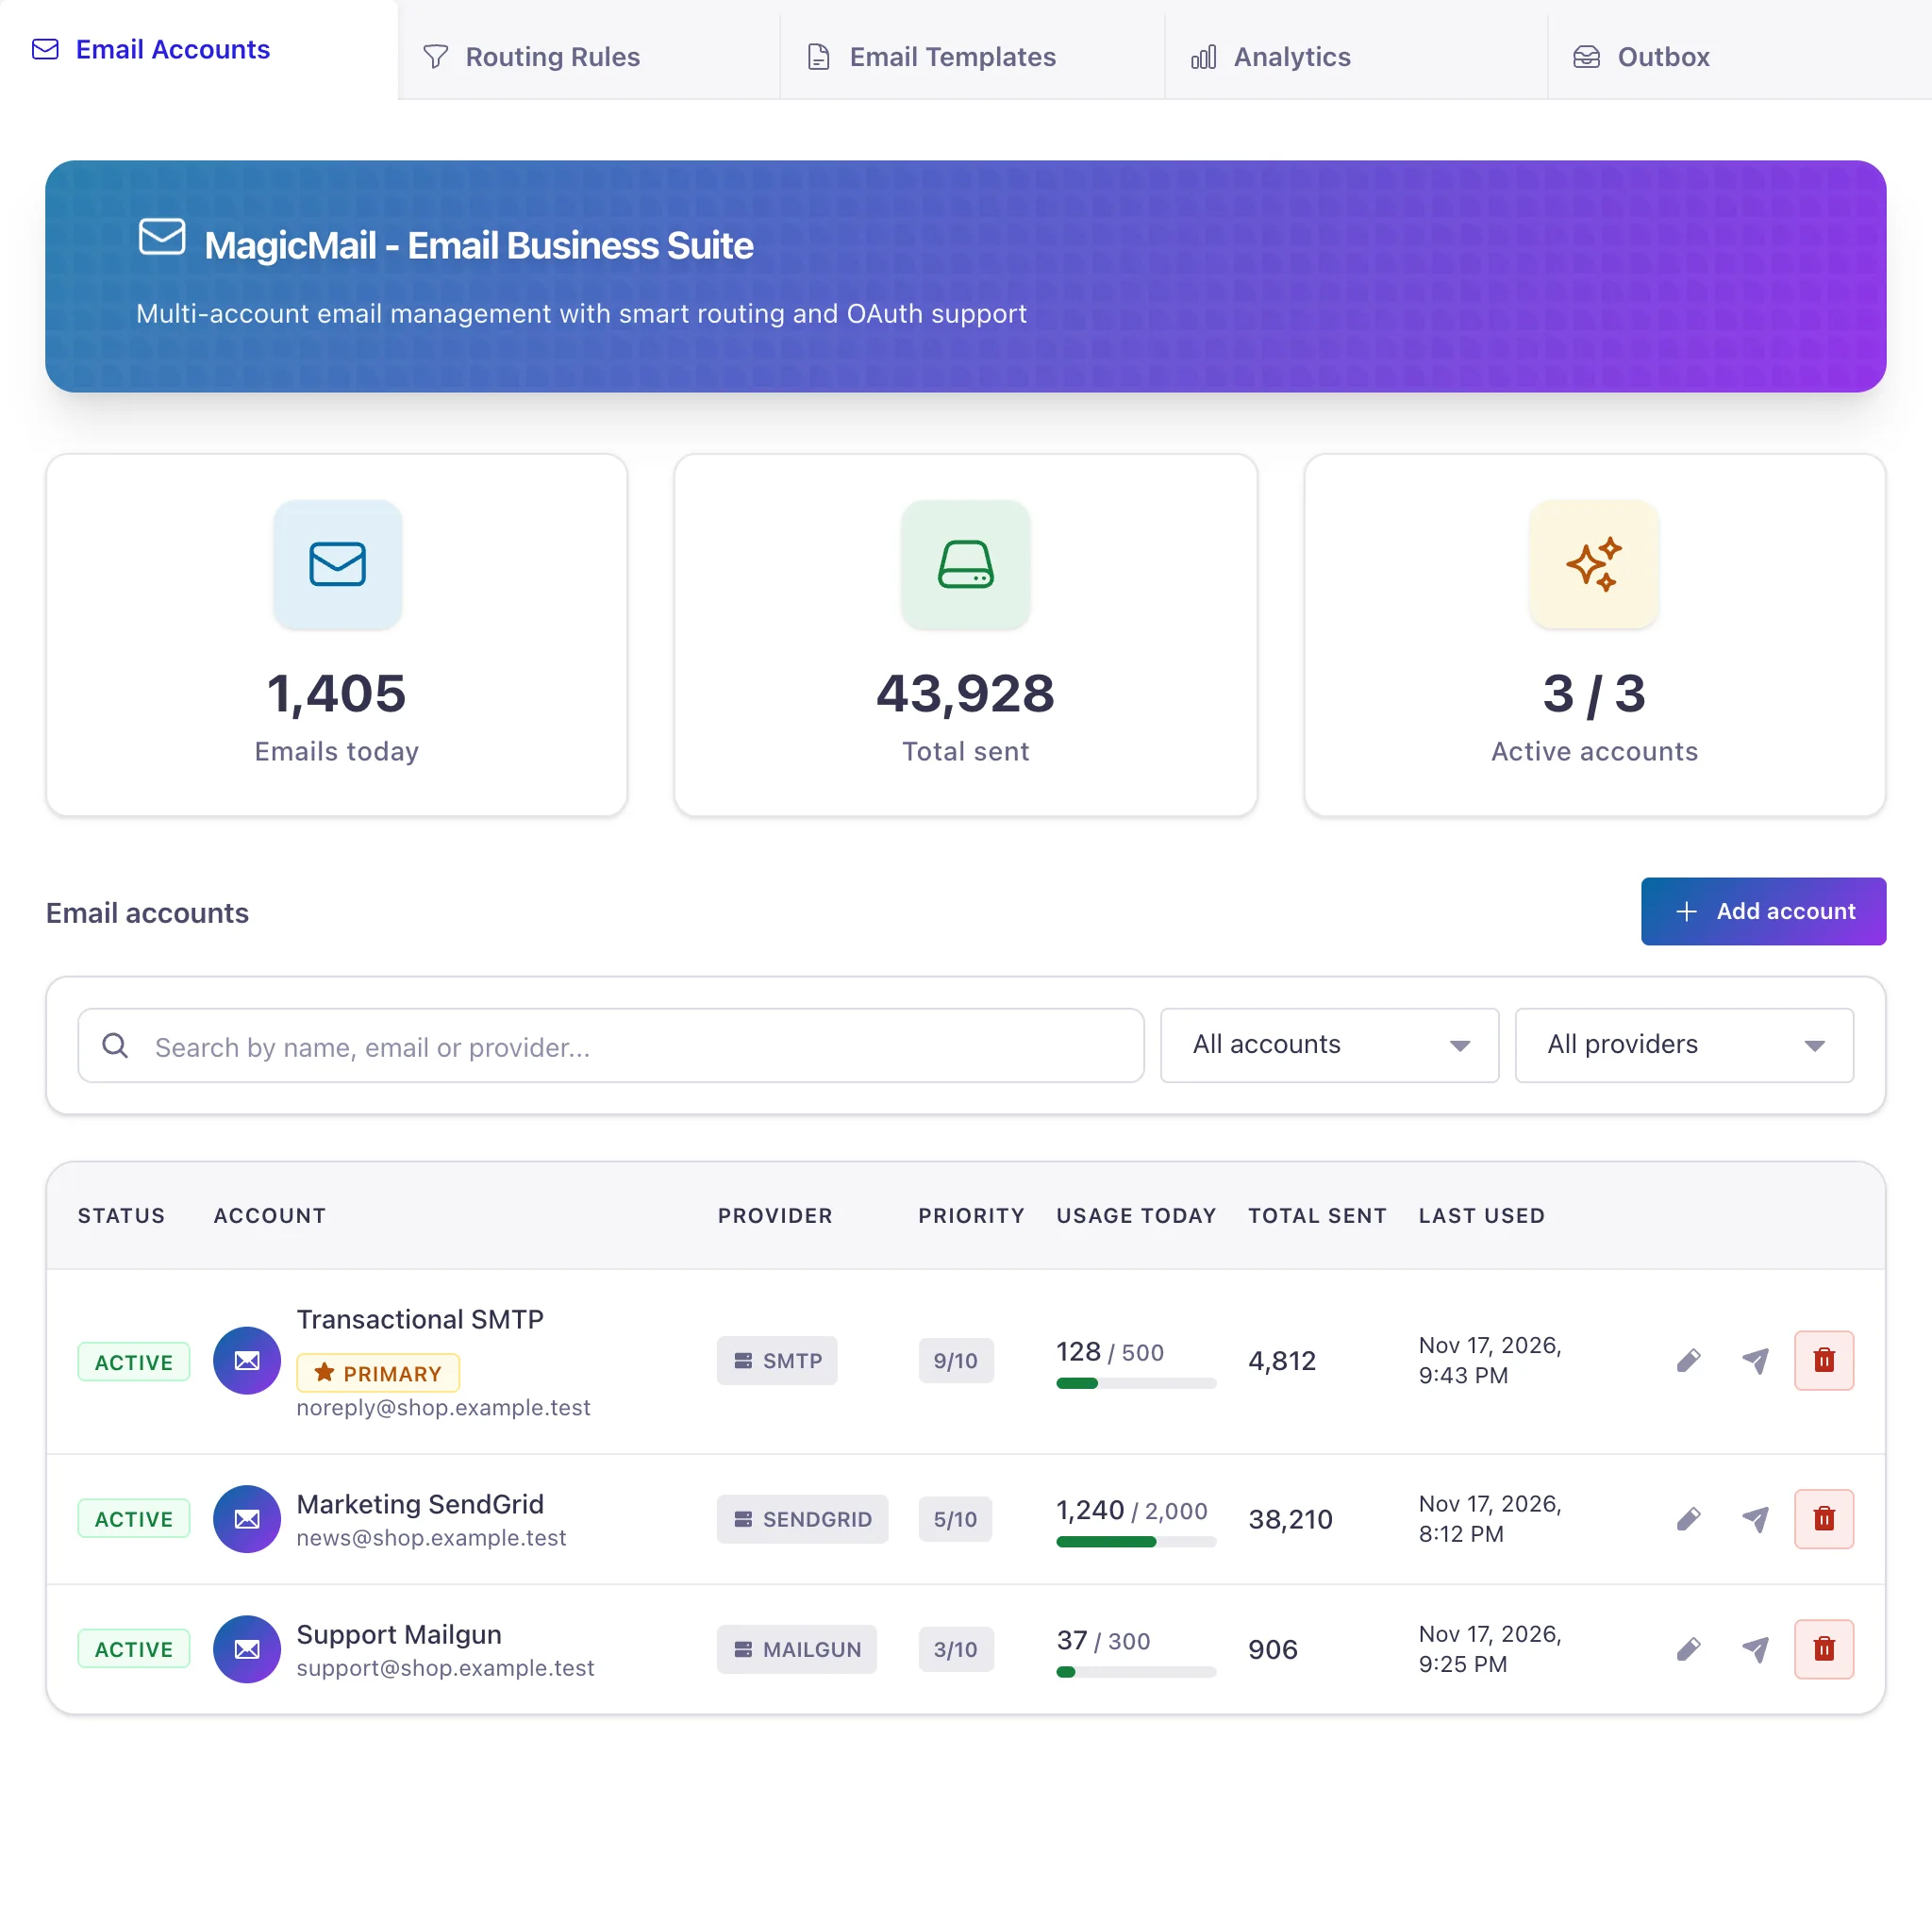 Email Accounts
Routing Rules
Email Templates
Analytics
Outbox
MagicMail - Email Business Suite
Multi-account email management with smart routing and OAuth support
1,405
Emails today
43,928
Total sent
3 / 3
Active accounts
Email accounts
Add account
Search by name, email or provider...
All accounts
All providers
STATUS ACCOUNT PROVIDER PRIORITY USAGE TODAY TOTAL SENT LAST USED
ACTIVE
Transactional SMTP
PRIMARY
noreply@shop.example.test
SMTP
9/10
128 / 500
4,812
Nov 17, 2026,
9:43 PM
ACTIVE
Marketing SendGrid
news@shop.example.test
SENDGRID
5/10
1,240 / 2,000
38,210
Nov 17, 2026,
8:12 PM
ACTIVE
Support Mailgun
support@shop.example.test
MAILGUN
3/10
37 / 300
906
Nov 17, 2026,
9:25 PM